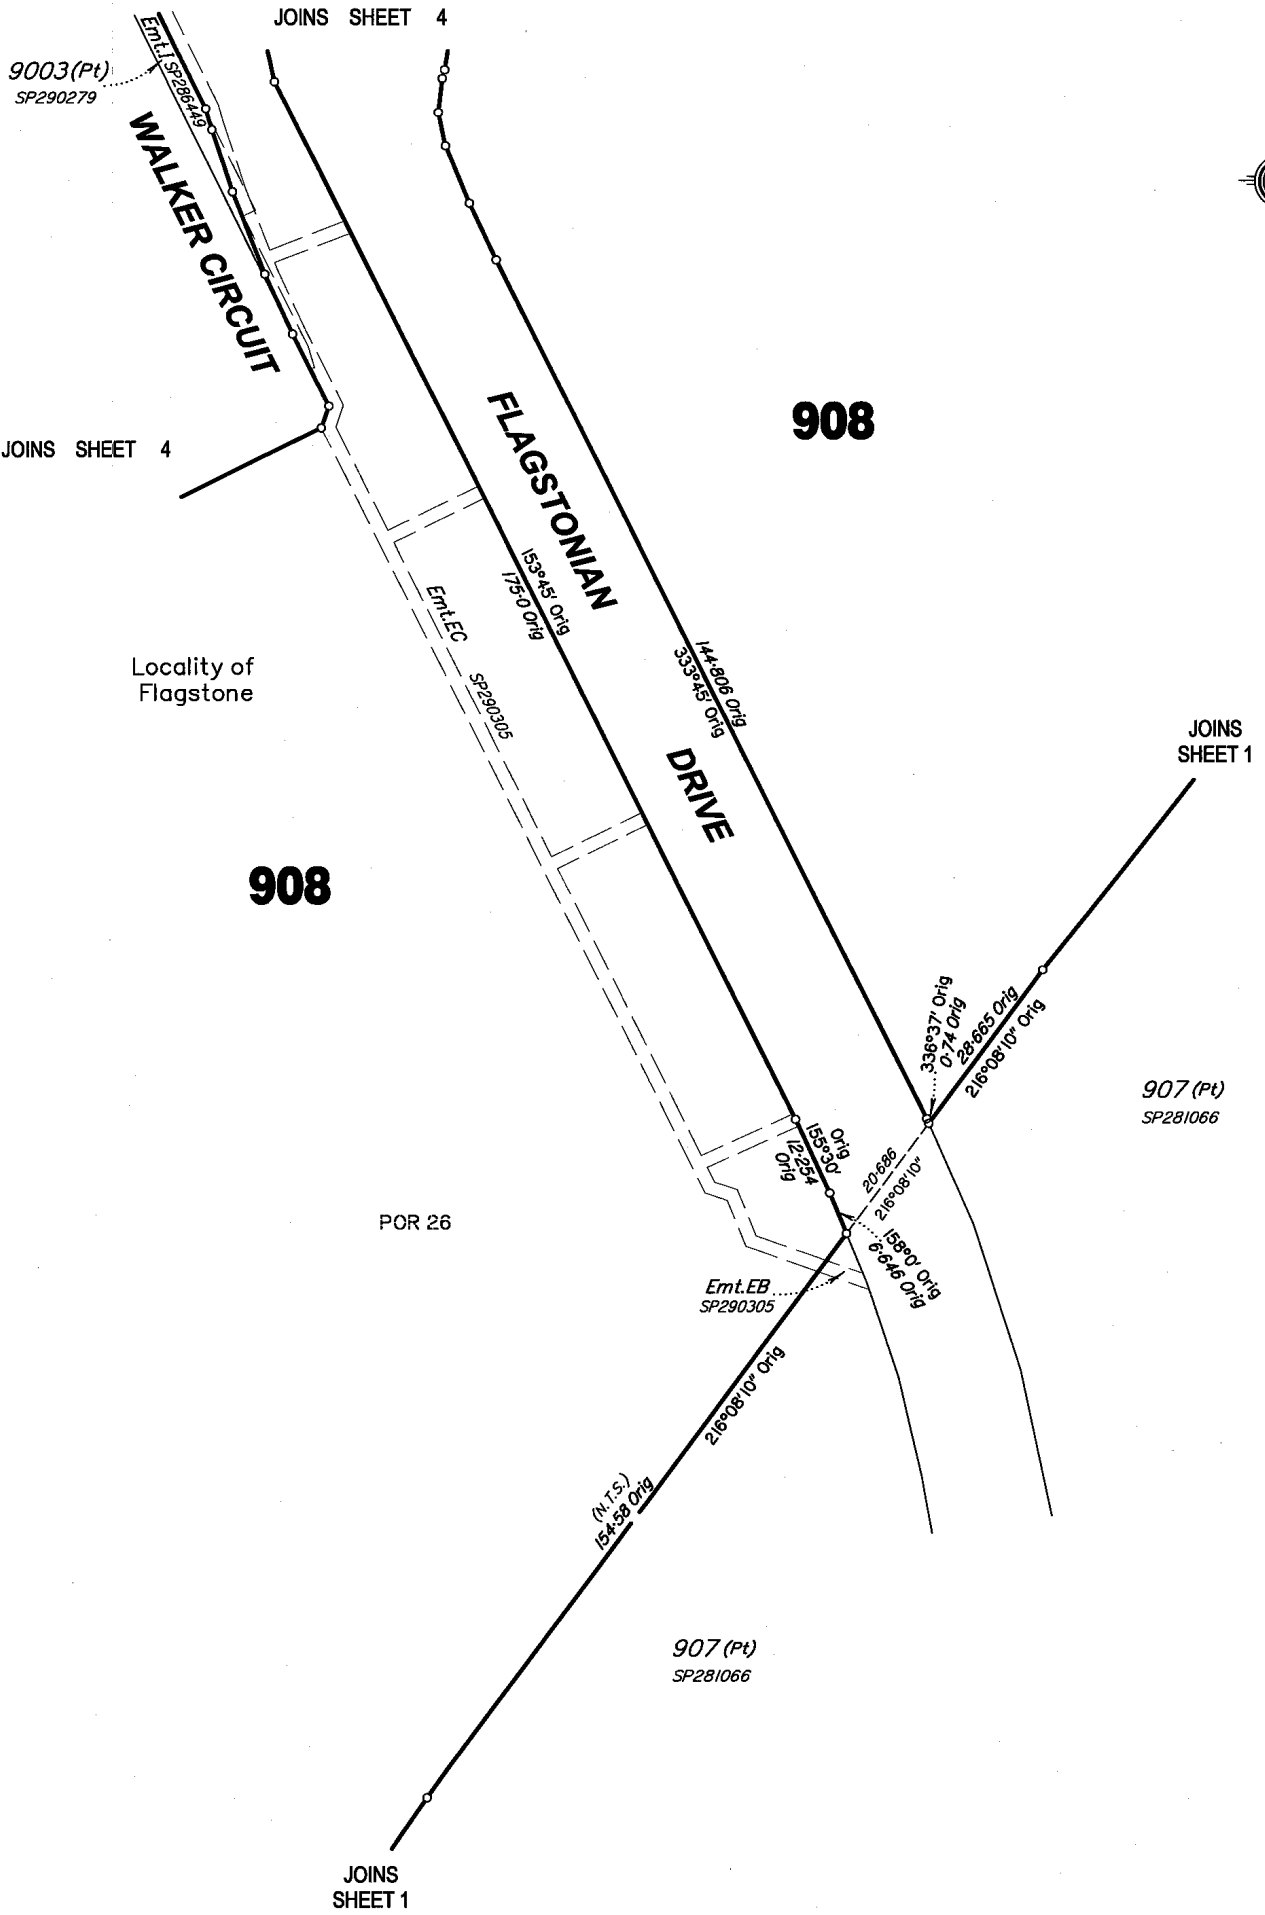 JOINS SHEET 4
9003(Pt)
SP290279
Emt.I SP286449
WALKER CIRCUIT
JOINS SHEET 4
908
FLAGSTONIAN
DRIVE
153°45' Orig
175·0 Orig
Emt.EC
SP290305
Locality of
Flagstone
144·806 Orig
333°45' Orig
JOINS
SHEET 1
908
336°37' Orig
0·74 Orig
28·665 Orig
216°08'10" Orig
907 (Pt)
SP281066
Orig
155°30'
12·254
Orig
20·686
216°08'10"
POR 26
158°0' Orig
6·646 Orig
Emt.EB
SP290305
216°08'10" Orig
(N.T.S.)
154·58 Orig
907 (Pt)
SP281066
JOINS
SHEET 1